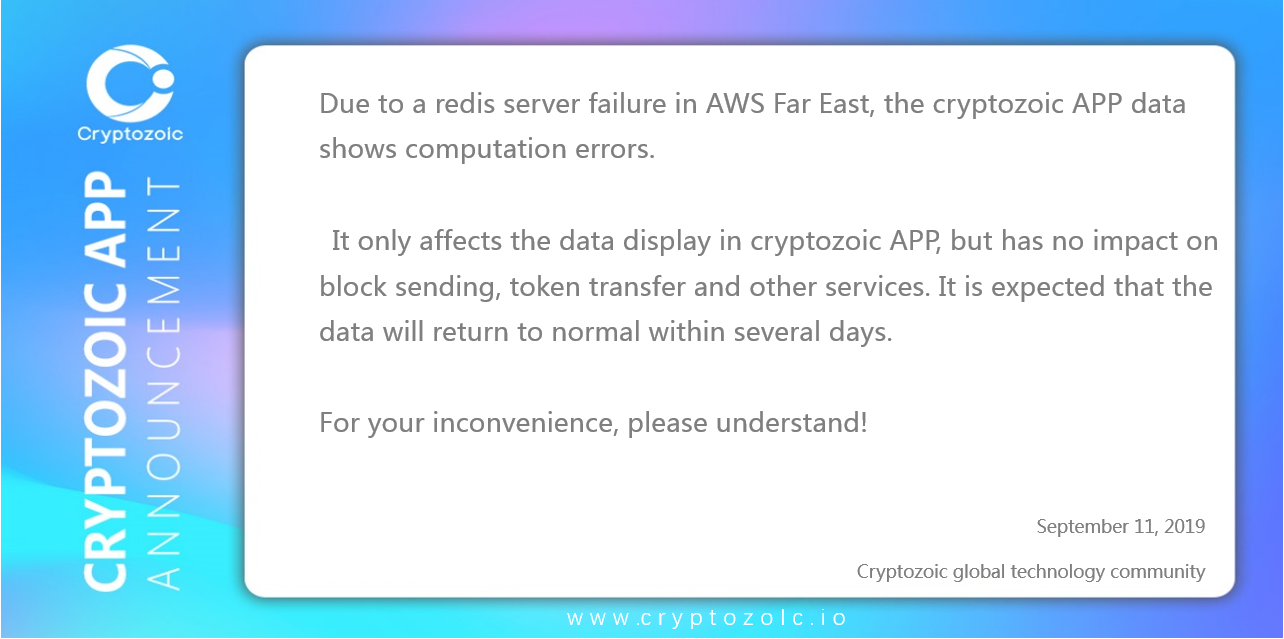 Cryptozoic
CRYPTOZOIC APP
ANNOUNCEMENT
Due to a redis server failure in AWS Far East, the cryptozoic APP data
shows computation errors.
It only affects the data display in cryptozoic APP, but has no impact on
block sending, token transfer and other services. It is expected that the
data will return to normal within several days.
For your inconvenience, please understand!
September 11, 2019
Cryptozoic global technology community
www.cryptozolc.io